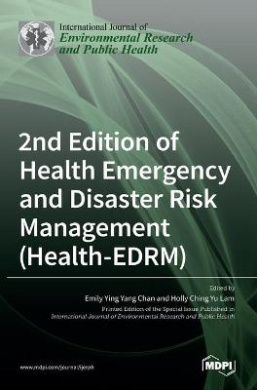 International Journal of
Environmental Research
and Public Health
2nd Edition of
Health Emergency
and Disaster Risk
Management
(Health-EDRM)
Edited by
Emily Ying Yang Chan and Holly Ching Yu Lam
Printed Edition of the Special Issue Published in
International Journal of Environmental Research and Public Health
www.mdpi.com/journal/ijerph
MDPI